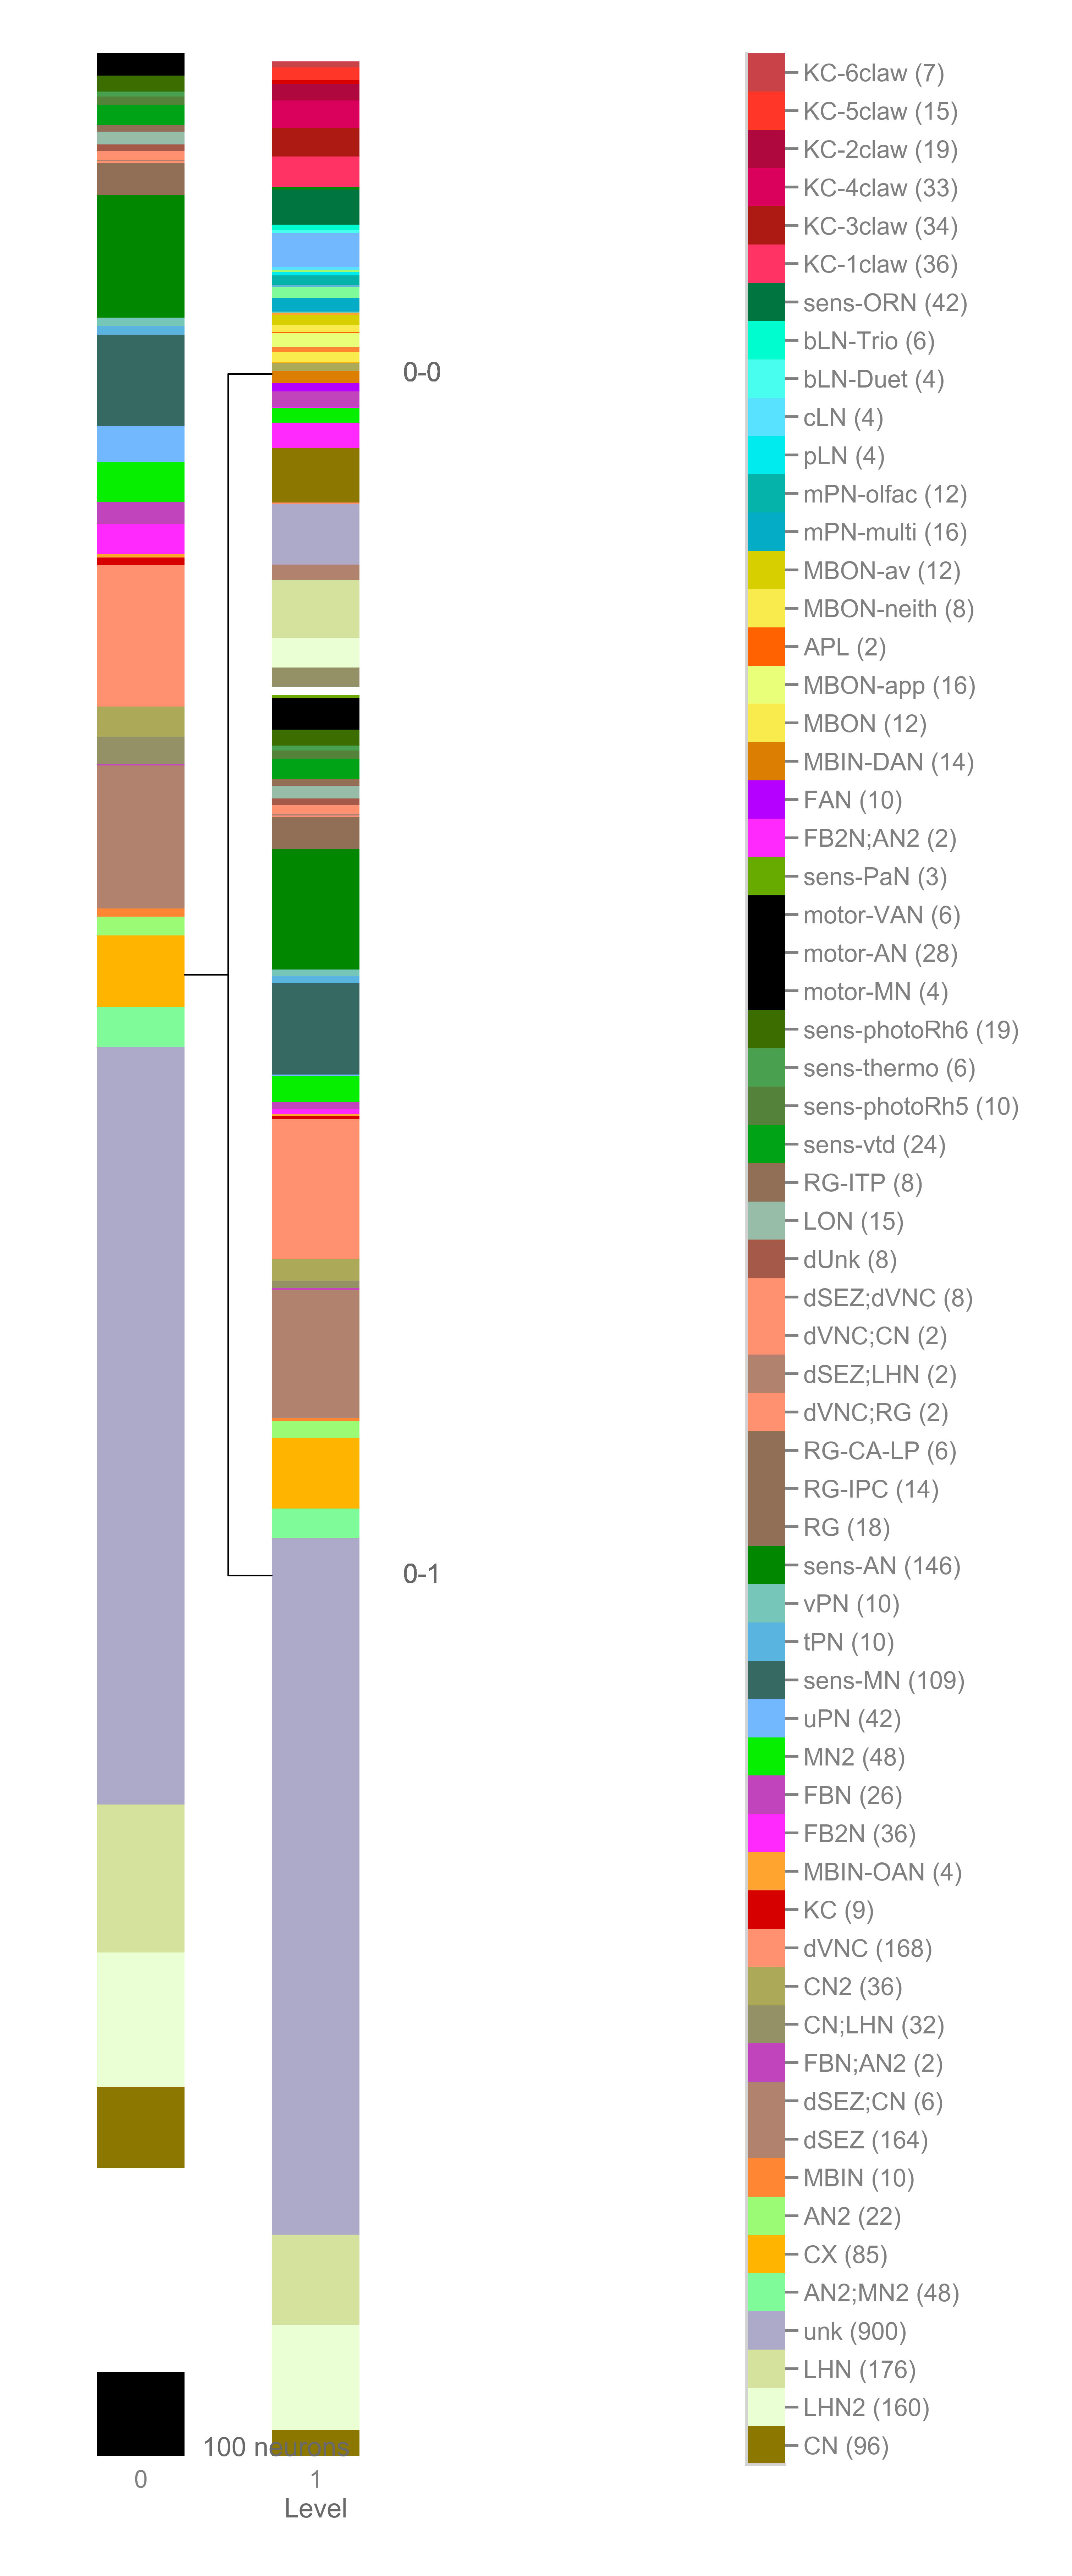 KC-6claw (7)
KC-5claw (15)
KC-2claw (19)
KC-4claw (33)
KC-3claw (34)
KC-1claw (36)
sens-ORN (42)
bLN-Trio (6)
bLN-Duet (4)
cLN (4)
pLN (4)
mPN-olfac (12)
mPN-multi (16)
MBON-av (12)
MBON-neith (8)
APL (2)
MBON-app (16)
MBON (12)
MBIN-DAN (14)
FAN (10)
FB2N;AN2 (2)
sens-PaN (3)
motor-VAN (6)
motor-AN (28)
motor-MN (4)
sens-photoRh6 (19)
sens-thermo (6)
sens-photoRh5 (10)
sens-vtd (24)
RG-ITP (8)
LON (15)
dUnk (8)
dSEZ;dVNC (8)
dVNC;CN (2)
dSEZ;LHN (2)
dVNC;RG (2)
RG-CA-LP (6)
RG-IPC (14)
RG (18)
sens-AN (146)
vPN (10)
tPN (10)
sens-MN (109)
uPN (42)
MN2 (48)
FBN (26)
FB2N (36)
MBIN-OAN (4)
KC (9)
dVNC (168)
CN2 (36)
CN;LHN (32)
FBN;AN2 (2)
dSEZ;CN (6)
dSEZ (164)
MBIN (10)
AN2 (22)
CX (85)
AN2;MN2 (48)
unk (900)
LHN (176)
LHN2 (160)
CN (96)
0-0
0-1
100 neurons
0
1
Level